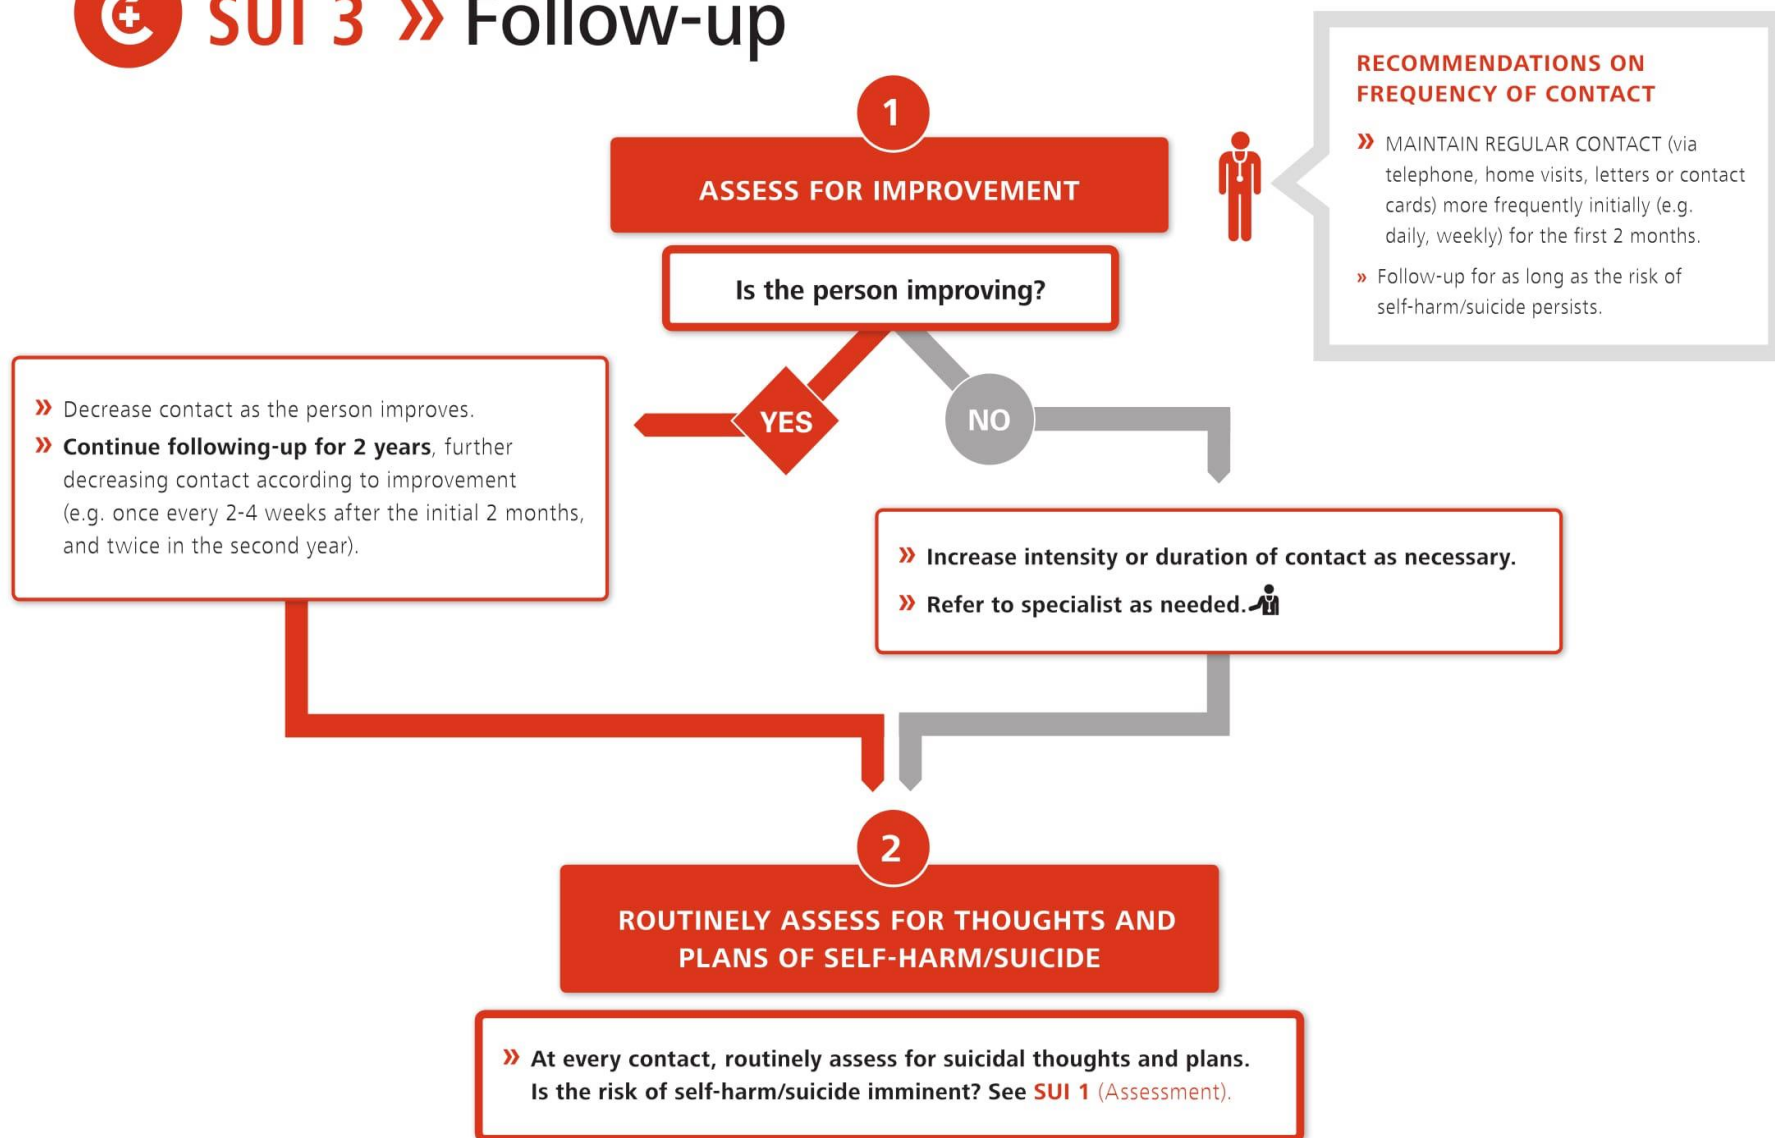 SUI 3 » Follow-up
1
ASSESS FOR IMPROVEMENT
Is the person improving?
RECOMMENDATIONS ON
FREQUENCY OF CONTACT
» MAINTAIN REGULAR CONTACT (via
telephone, home visits, letters or contact
cards) more frequently initially (e.g.
daily, weekly) for the first 2 months.
» Follow-up for as long as the risk of
self-harm/suicide persists.
YES
NO
» Decrease contact as the person improves.
» Continue following-up for 2 years, further
decreasing contact according to improvement
(e.g. once every 2-4 weeks after the initial 2 months,
and twice in the second year).
» Increase intensity or duration of contact as necessary.
» Refer to specialist as needed.
2
ROUTINELY ASSESS FOR THOUGHTS AND
PLANS OF SELF-HARM/SUICIDE
» At every contact, routinely assess for suicidal thoughts and plans.
Is the risk of self-harm/suicide imminent? See SUI 1 (Assessment).